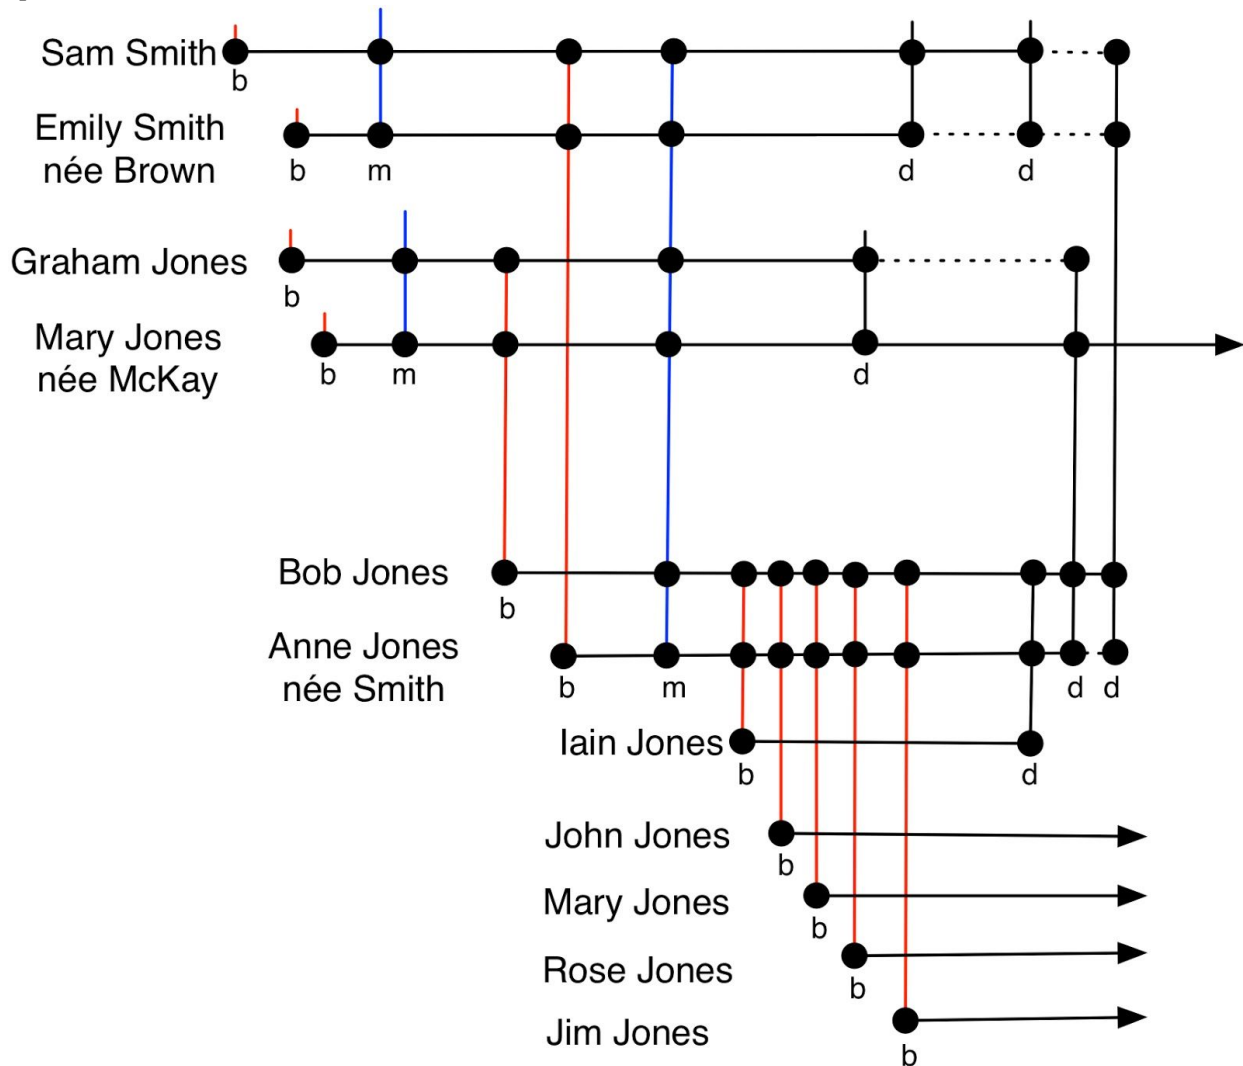 Sam Smith
b
Emily Smith
née Brown
b m d d
Graham Jones
b
Mary Jones
née McKay
b m d
Bob Jones
b
Anne Jones
née Smith
b m d d
Iain Jones
b d
John Jones
b
Mary Jones
b
Rose Jones
b
Jim Jones
b